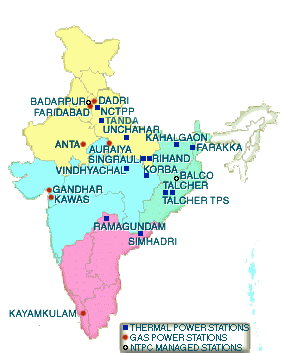 BADARPUR DADRI
FARIDABAD NCTPP
TANDA
UNCHAHAR
KAHALGAON
ANTA AURAIYA FARAKKA
SINGRAULI RIHAND
VINDHYACHAL KORBA BALCO
GANDHAR TALCHER
KAWAS TALCHER TPS
RAMAGUNDAM
SIMHADRI
KAYAMKULAM
THERMAL POWER STATIONS
GAS POWER STATIONS
NTPC MANAGED STATIONS